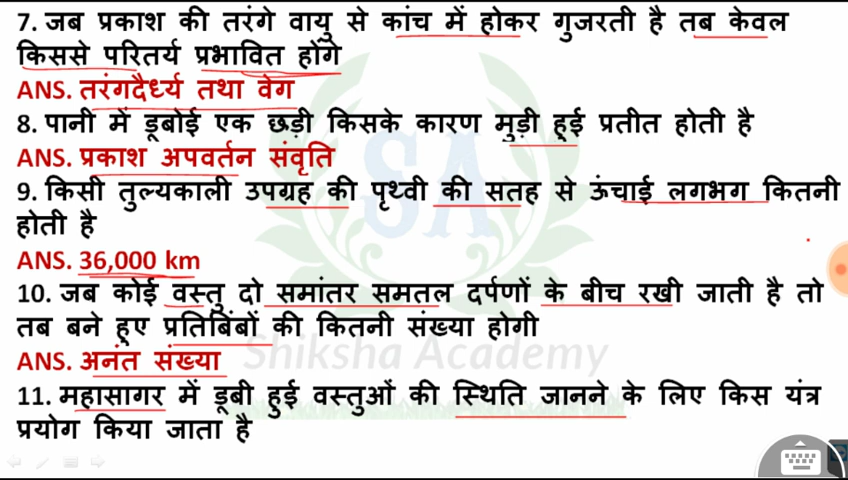 7. जब प्रकाश की तरंगे वायु से कांच में होकर गुजरती है तब केवल
किससे परितर्य प्रभावित होंगे
ANS. तरंगदैर्ध्य तथा वेग
8. पानी में डूबोई एक छड़ी किसके कारण मुड़ी हूई प्रतीत होती है
ANS. प्रकाश अपवर्तन संवृति
9. किसी तुल्यकाली उपग्रह की पृथ्वी की सतह से ऊंचाई लगभग कितनी
होती है
ANS. 36,000 km
10. जब कोई वस्तु दो समांतर समतल दर्पणों के बीच रखी जाती है तो
तब बने हूए प्रतिबिंबों की कितनी संख्या होगी
Shiksha Academy
ANS. अनंत संख्या
11. महासागर में डूबी हुई वस्तुओं की स्थिति जानने के लिए किस यंत्र
प्रयोग किया जाता है
SA